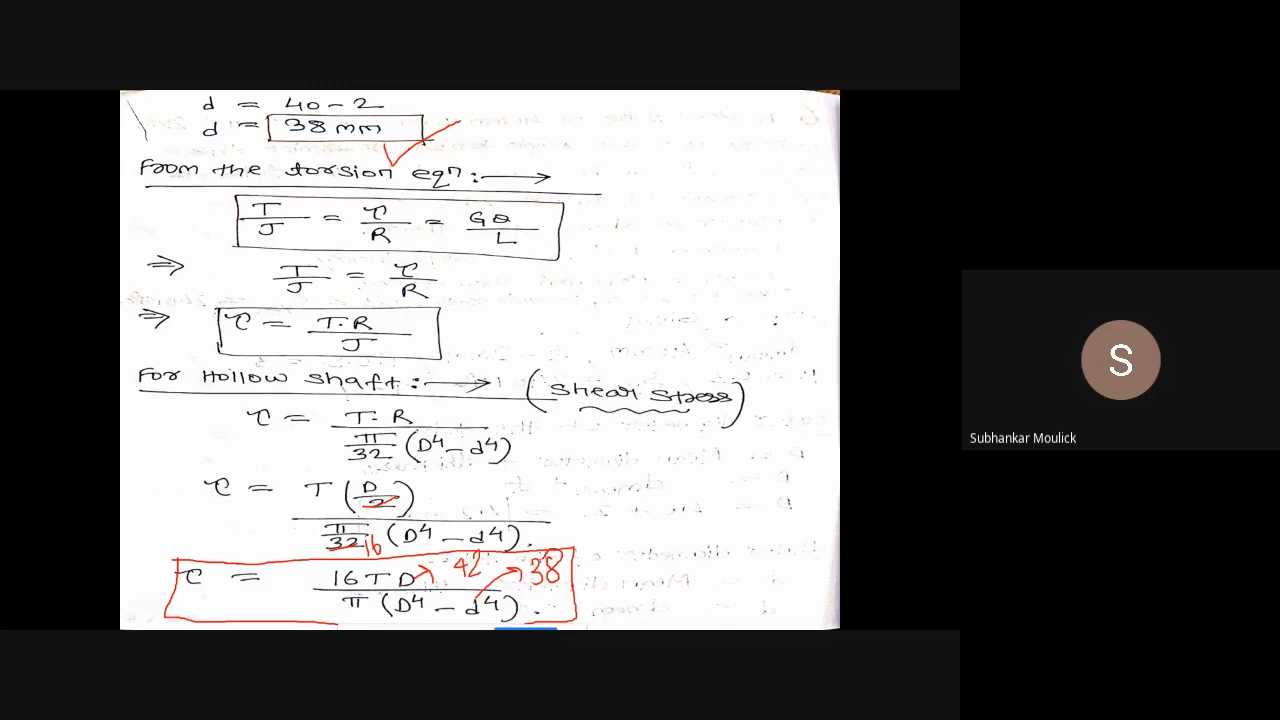 d = 40 - 2
d = 38 mm
From the torsion eqn :⟶
T/J = τ/R = Gθ/L
⇒ T/J = τ/R
⇒ τ = T·R/J
For Hollow shaft :⟶ (Shear Stress)
τ = T·R / π/32 (D⁴ - d⁴)
τ = T (D/2) / π/32 (D⁴ - d⁴).
16
τ = 16 T D / π (D⁴ - d⁴).
42
38
S
Subhankar Moulick